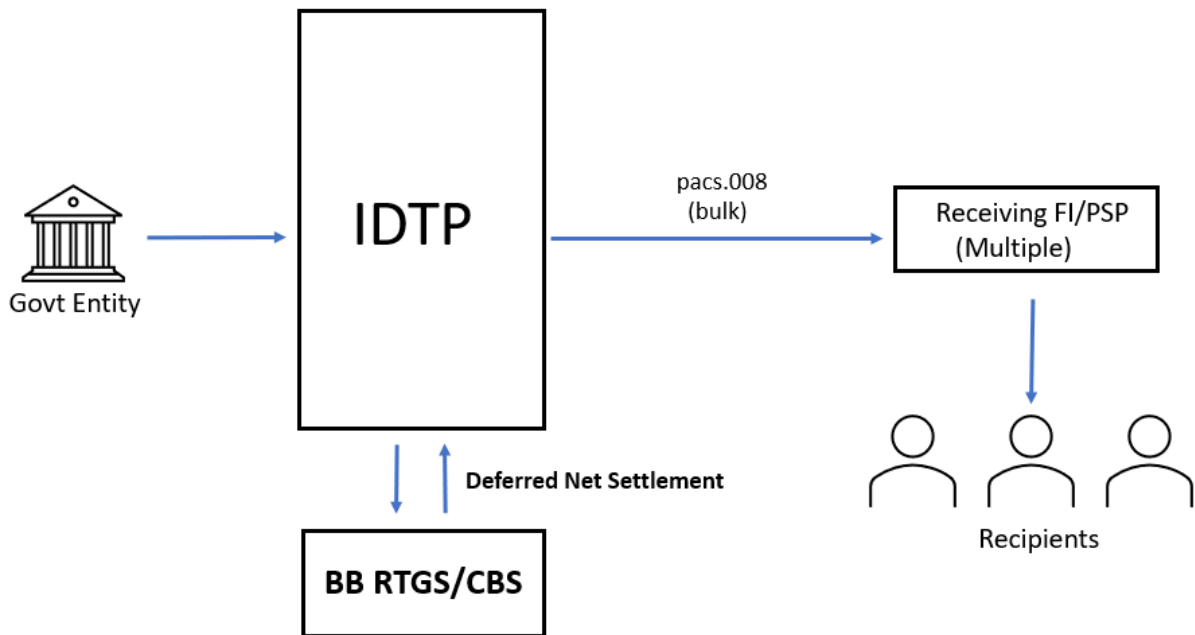 IDTP
pacs.008
(bulk)
Receiving FI/PSP
(Multiple)
Govt Entity
Deferred Net Settlement
Recipients
BB RTGS/CBS